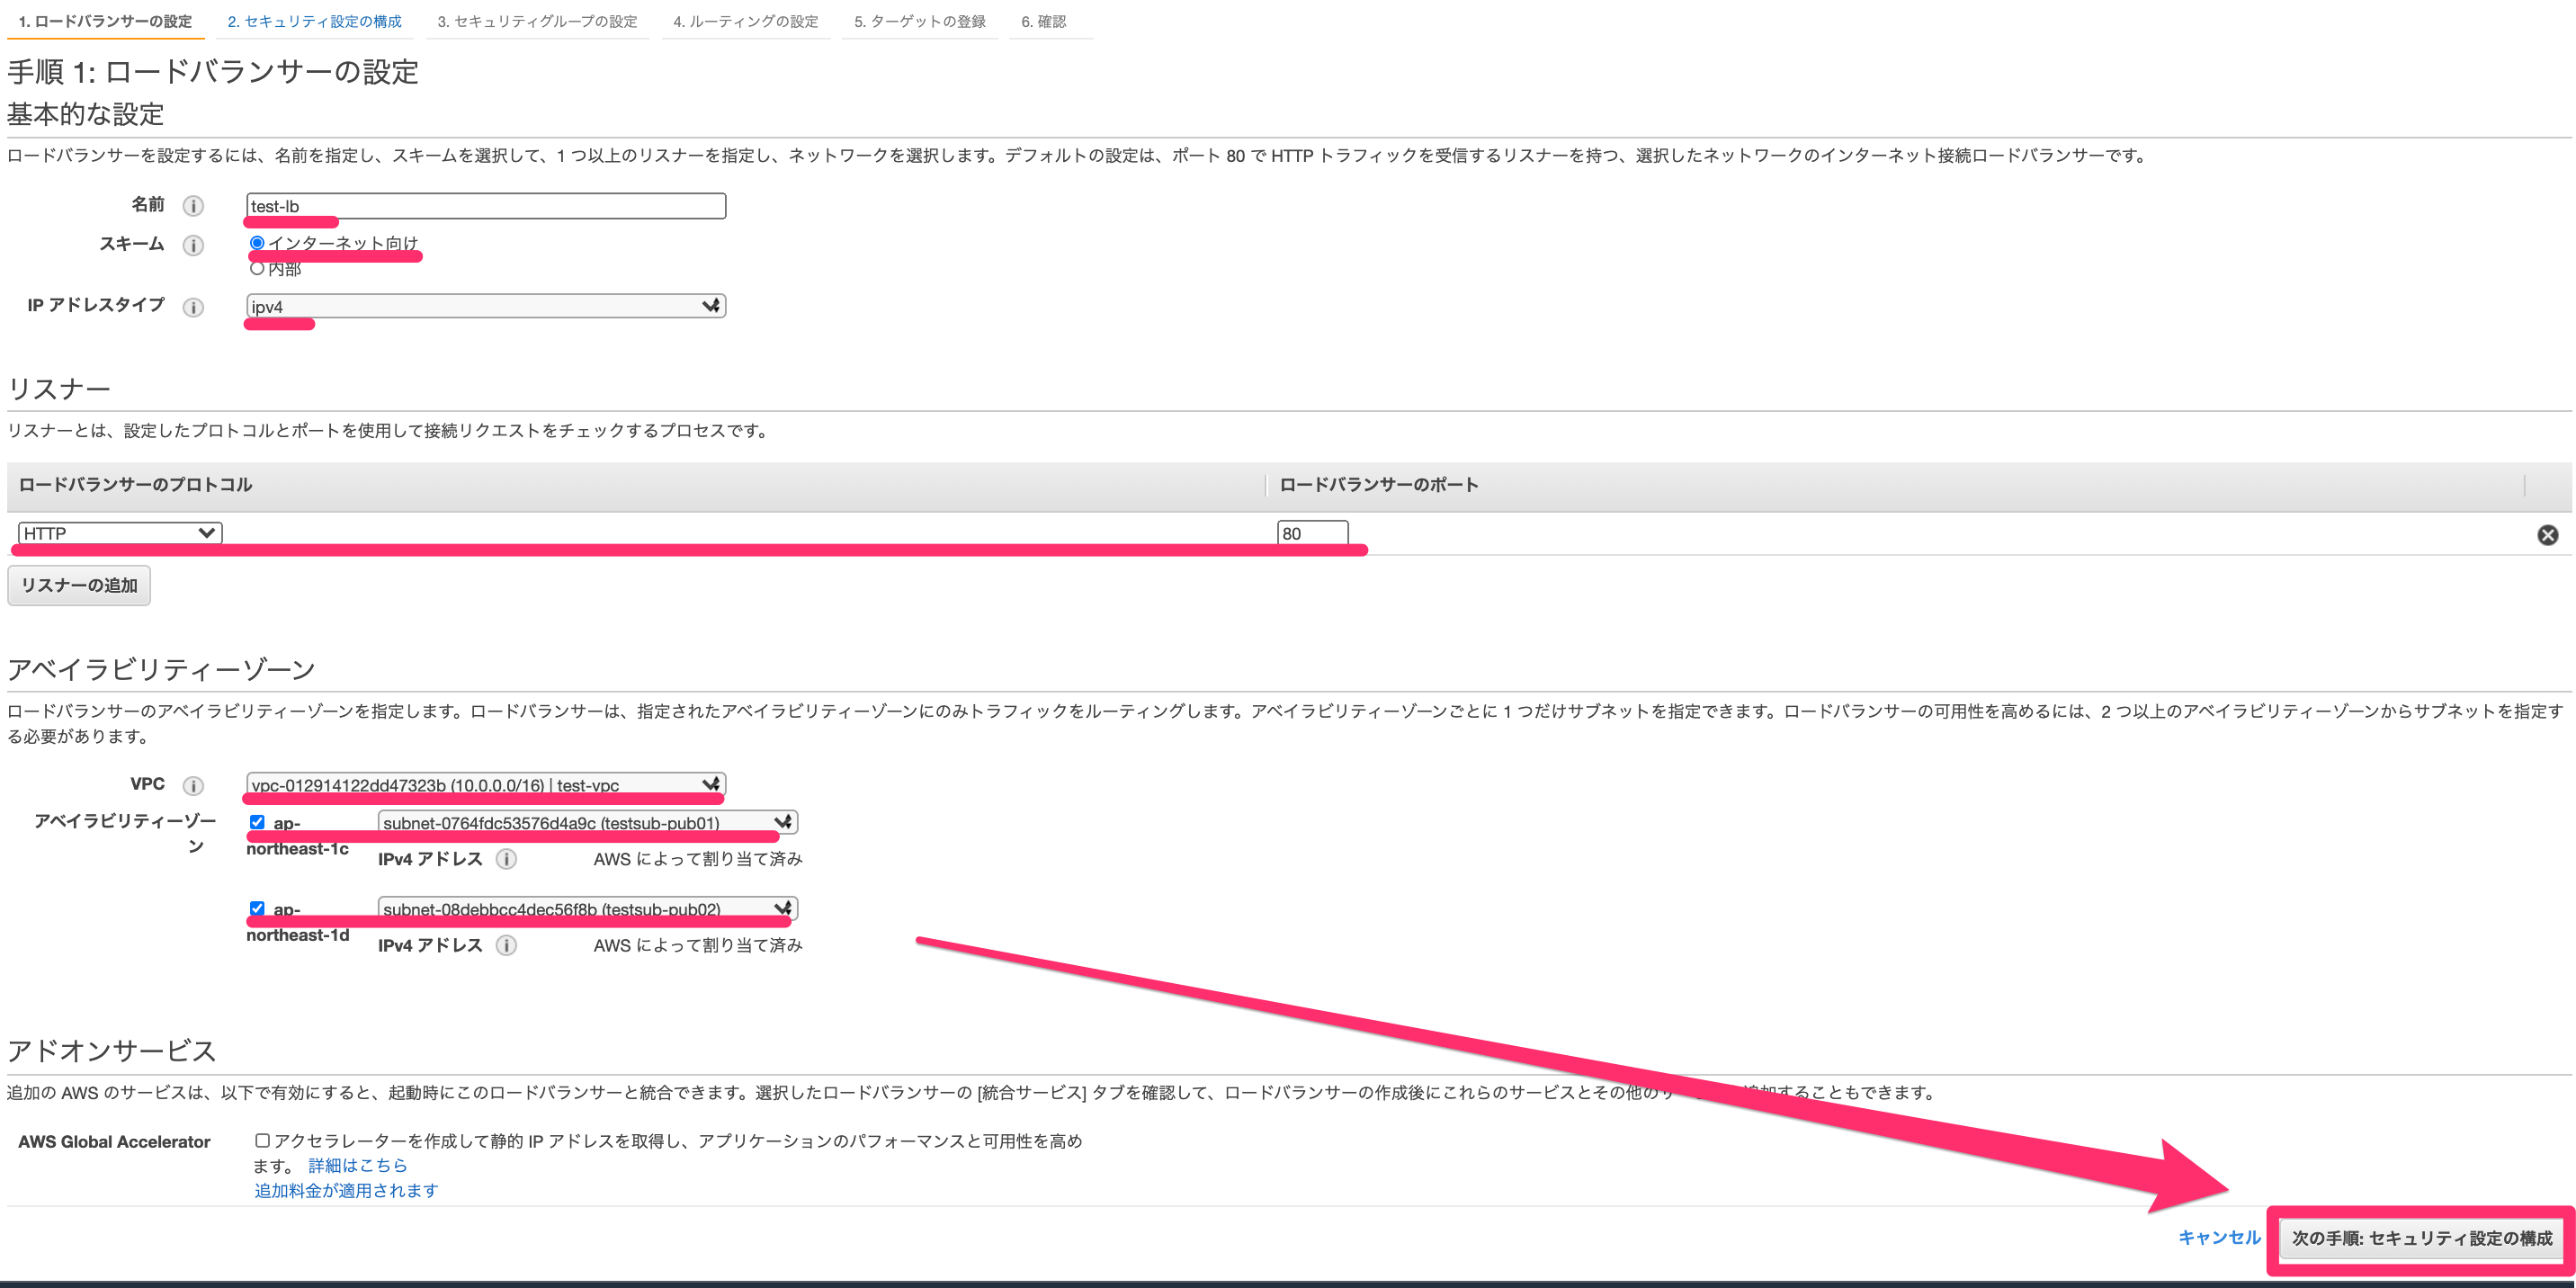 1. ロードバランサーの設定
2. セキュリティ設定の構成
3. セキュリティグループの設定
4. ルーティングの設定
5. ターゲットの登録
6. 確認
手順 1: ロードバランサーの設定
基本的な設定
ロードバランサーを設定するには、名前を指定し、スキームを選択して、1 つ以上のリスナーを指定し、ネットワークを選択します。デフォルトの設定は、ポート 80 で HTTP トラフィックを受信するリスナーを持つ、選択したネットワークのインターネット接続ロードバランサーです。
名前 test-lb
スキーム インターネット向け
内部
IP アドレスタイプ ipv4
リスナー
リスナーとは、設定したプロトコルとポートを使用して接続リクエストをチェックするプロセスです。
ロードバランサーのプロトコル ロードバランサーのポート
HTTP 80
リスナーの追加
アベイラビリティーゾーン
ロードバランサーのアベイラビリティーゾーンを指定します。ロードバランサーは、指定されたアベイラビリティーゾーンにのみトラフィックをルーティングします。アベイラビリティーゾーンごとに 1 つだけサブネットを指定できます。ロードバランサーの可用性を高めるには、2 つ以上のアベイラビリティーゾーンからサブネットを指定す
る必要があります。
VPC vpc-012914122dd47323b (10.0.0.0/16) | test-vpc
アベイラビリティーゾー
ン
ap- subnet-0764fdc53576d4a9c (testsub-pub01)
northeast-1c
IPv4 アドレス AWS によって割り当て済み
ap- subnet-08debbcc4dec56f8b (testsub-pub02)
northeast-1d
IPv4 アドレス AWS によって割り当て済み
アドオンサービス
追加の AWS のサービスは、以下で有効にすると、起動時にこのロードバランサーと統合できます。選択したロードバランサーの [統合サービス] タブを確認して、ロードバランサーの作成後にこれらのサービスとその他の 追加することもできます。
AWS Global Accelerator アクセラレーターを作成して静的 IP アドレスを取得し、アプリケーションのパフォーマンスと可用性を高め
ます。 詳細はこちら
追加料金が適用されます
キャンセル 次の手順: セキュリティ設定の構成